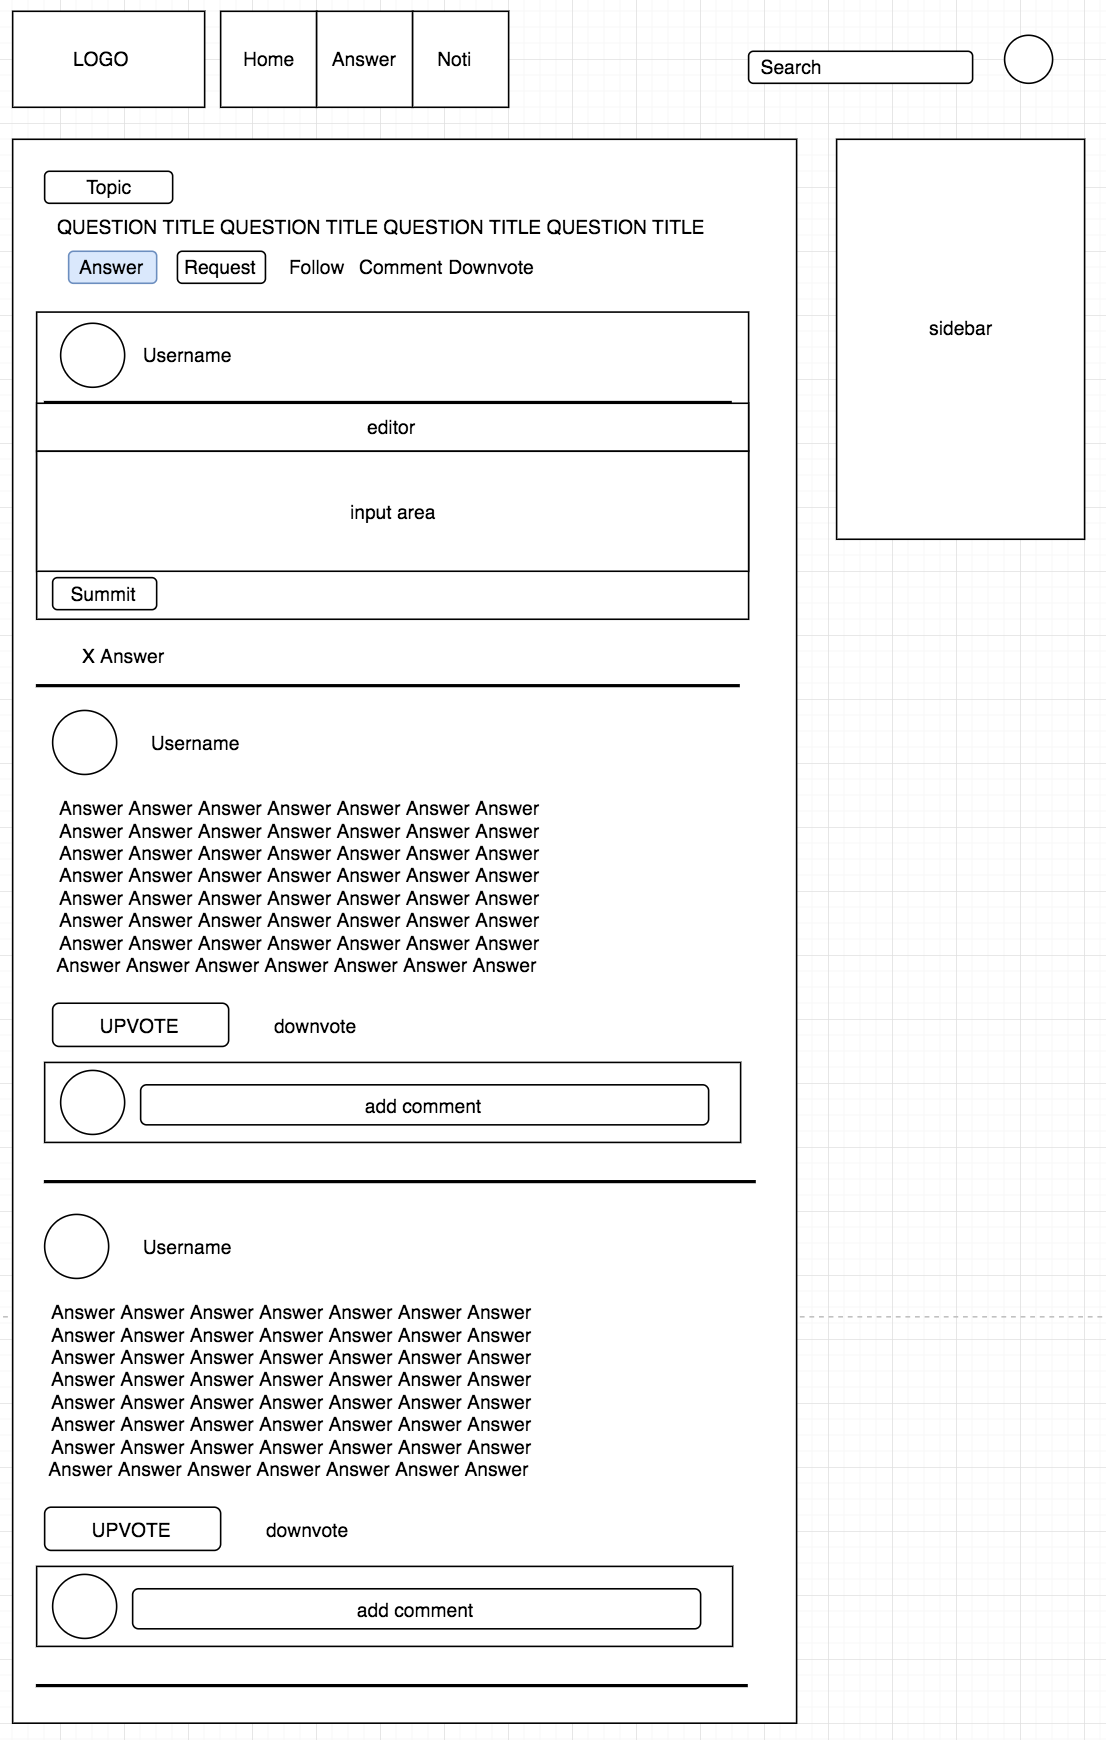 LOGO
Home
Answer
Noti
Search
Topic
QUESTION TITLE QUESTION TITLE QUESTION TITLE QUESTION TITLE
Answer
Request
Follow
Comment Downvote
Username
editor
input area
Summit
sidebar
X Answer
Username
Answer Answer Answer Answer Answer Answer Answer
Answer Answer Answer Answer Answer Answer Answer
Answer Answer Answer Answer Answer Answer Answer
Answer Answer Answer Answer Answer Answer Answer
Answer Answer Answer Answer Answer Answer Answer
Answer Answer Answer Answer Answer Answer Answer
Answer Answer Answer Answer Answer Answer Answer
Answer Answer Answer Answer Answer Answer Answer
UPVOTE
downvote
add comment
Username
Answer Answer Answer Answer Answer Answer Answer
Answer Answer Answer Answer Answer Answer Answer
Answer Answer Answer Answer Answer Answer Answer
Answer Answer Answer Answer Answer Answer Answer
Answer Answer Answer Answer Answer Answer Answer
Answer Answer Answer Answer Answer Answer Answer
Answer Answer Answer Answer Answer Answer Answer
Answer Answer Answer Answer Answer Answer Answer
UPVOTE
downvote
add comment